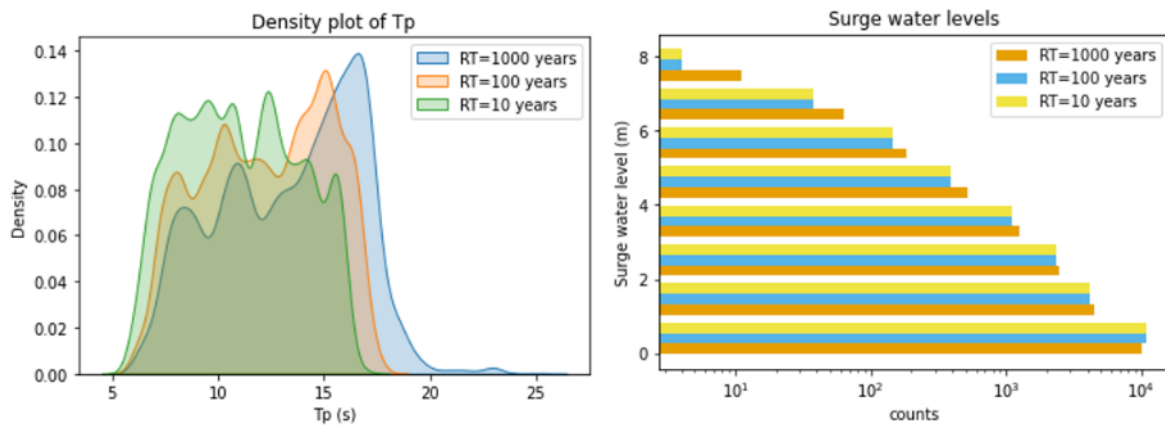 Density plot of Tp
0.14
0.12
0.10
0.08
0.06
0.04
0.02
0.00
Density
5
10
15
20
25
Tp (s)
RT=1000 years
RT=100 years
RT=10 years
Surge water levels
8
6
4
2
0
Surge water level (m)
10¹
10²
10³
10⁴
counts
RT=1000 years
RT=100 years
RT=10 years